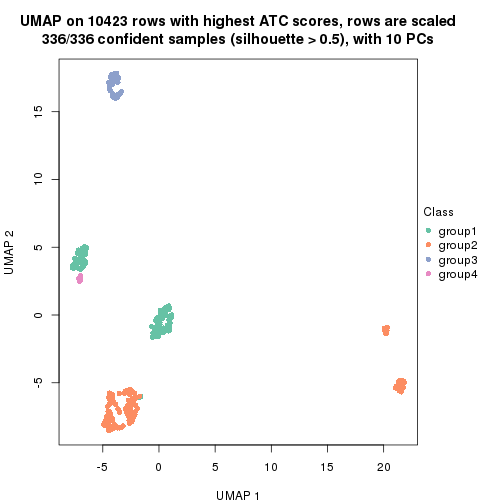 UMAP on 10423 rows with highest ATC scores, rows are scaled
336/336 confident samples (silhouette > 0.5), with 10 PCs
UMAP 2
15
10
5
0
-5
-5
0
5
10
15
20
UMAP 1
Class
group1
group2
group3
group4